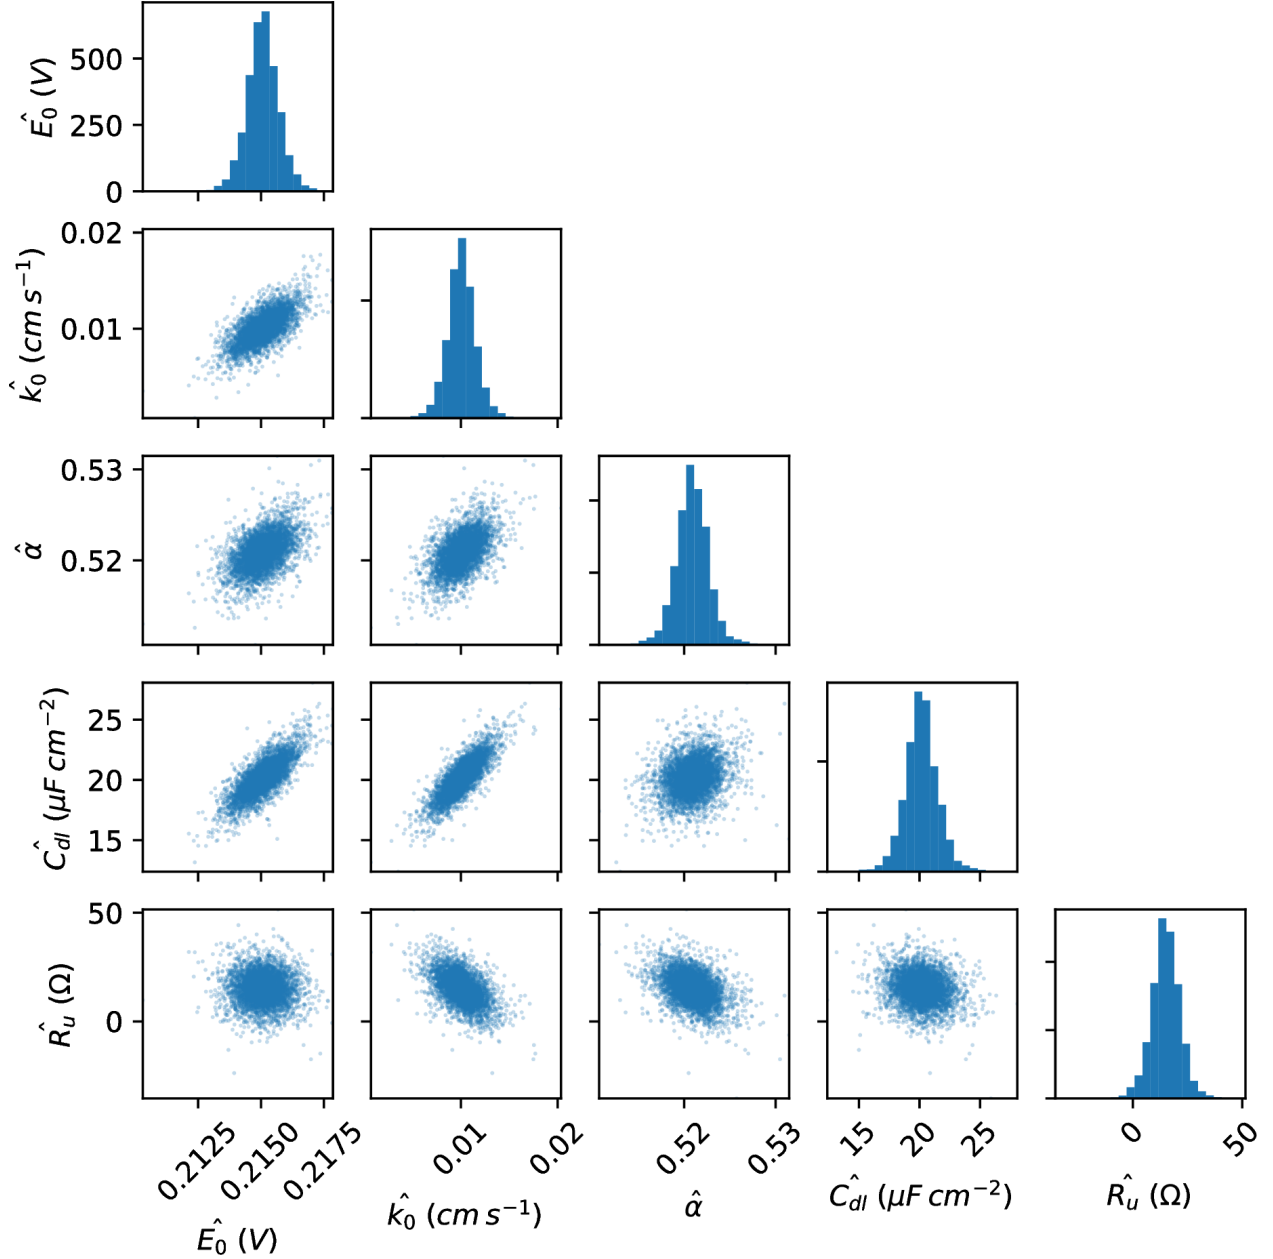 500
250
0
Ê₀ (V)
0.02
0.01
k̂₀ (cm s⁻¹)
0.53
0.52
α̂
25
20
15
Ĉ_dl (μF cm⁻²)
50
0
R̂ᵤ (Ω)
0.2125 0.2150 0.2175
0.01 0.02
0.52 0.53
15 20 25
0 50
Ê₀ (V)
k̂₀ (cm s⁻¹)
α̂
Ĉ_dl (μF cm⁻²)
R̂ᵤ (Ω)